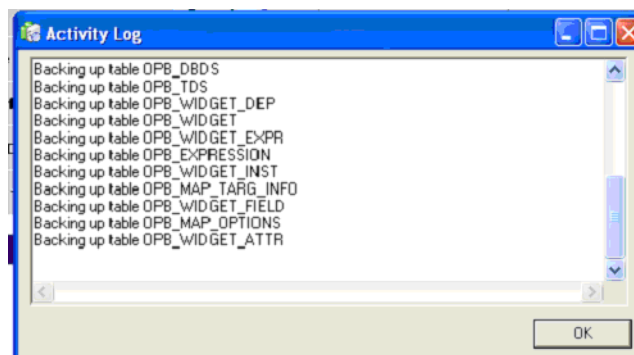 Activity Log
Backing up table OPB_DBDS
Backing up table OPB_TDS
Backing up table OPB_WIDGET_DEP
Backing up table OPB_WIDGET
Backing up table OPB_WIDGET_EXPR
Backing up table OPB_EXPRESSION
Backing up table OPB_WIDGET_INST
Backing up table OPB_MAP_TARG_INFO
Backing up table OPB_WIDGET_FIELD
Backing up table OPB_MAP_OPTIONS
Backing up table OPB_WIDGET_ATTR
OK